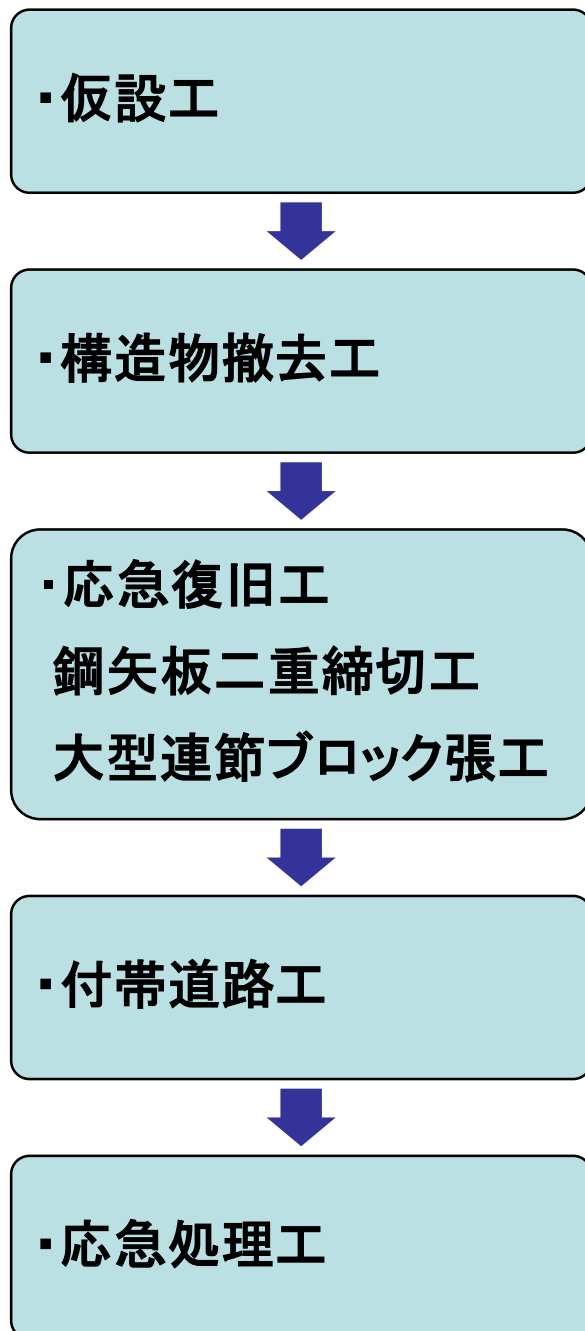 ・仮設工
・構造物撤去工
・応急復旧工
鋼矢板二重締切工
大型連節ブロック張工
・付帯道路工
・応急処理工